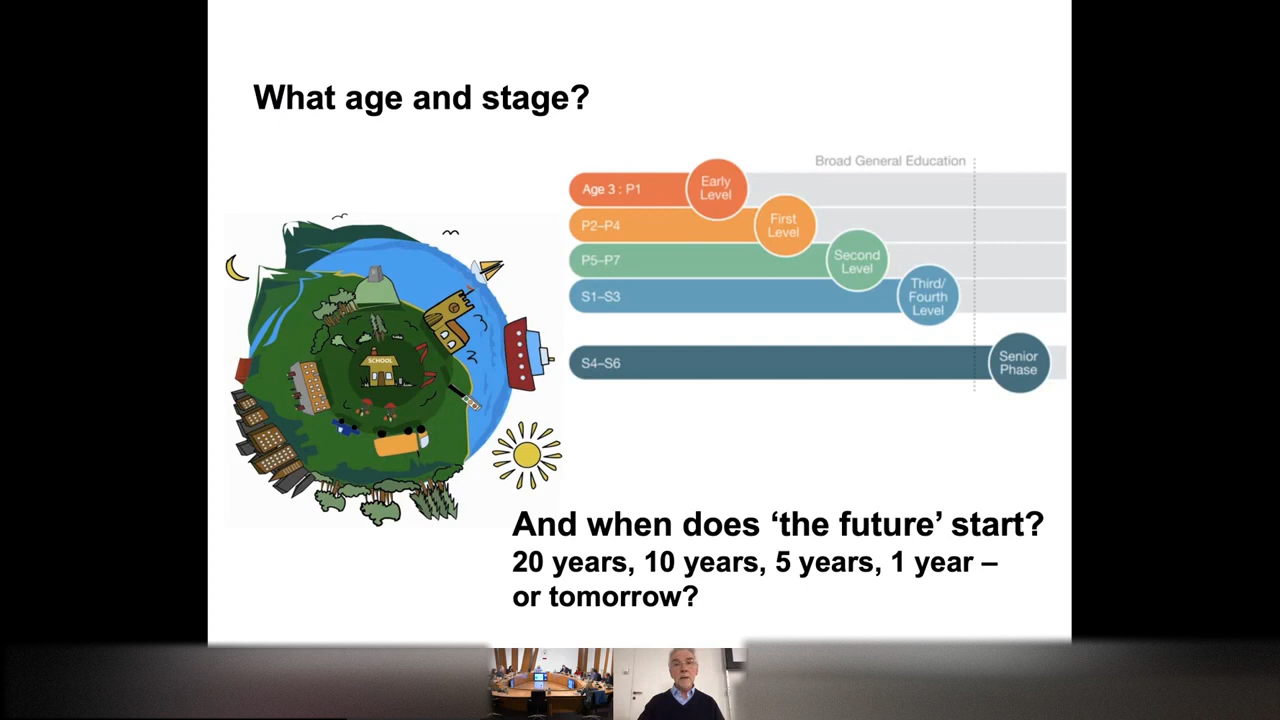 What age and stage?
Broad General Education
Age 3 : P1
Early
Level
P2–P4
First
Level
P5–P7
Second
Level
S1–S3
Third/
Fourth
Level
S4–S6
Senior
Phase
SCHOOL
And when does ‘the future’ start?
20 years, 10 years, 5 years, 1 year –
or tomorrow?